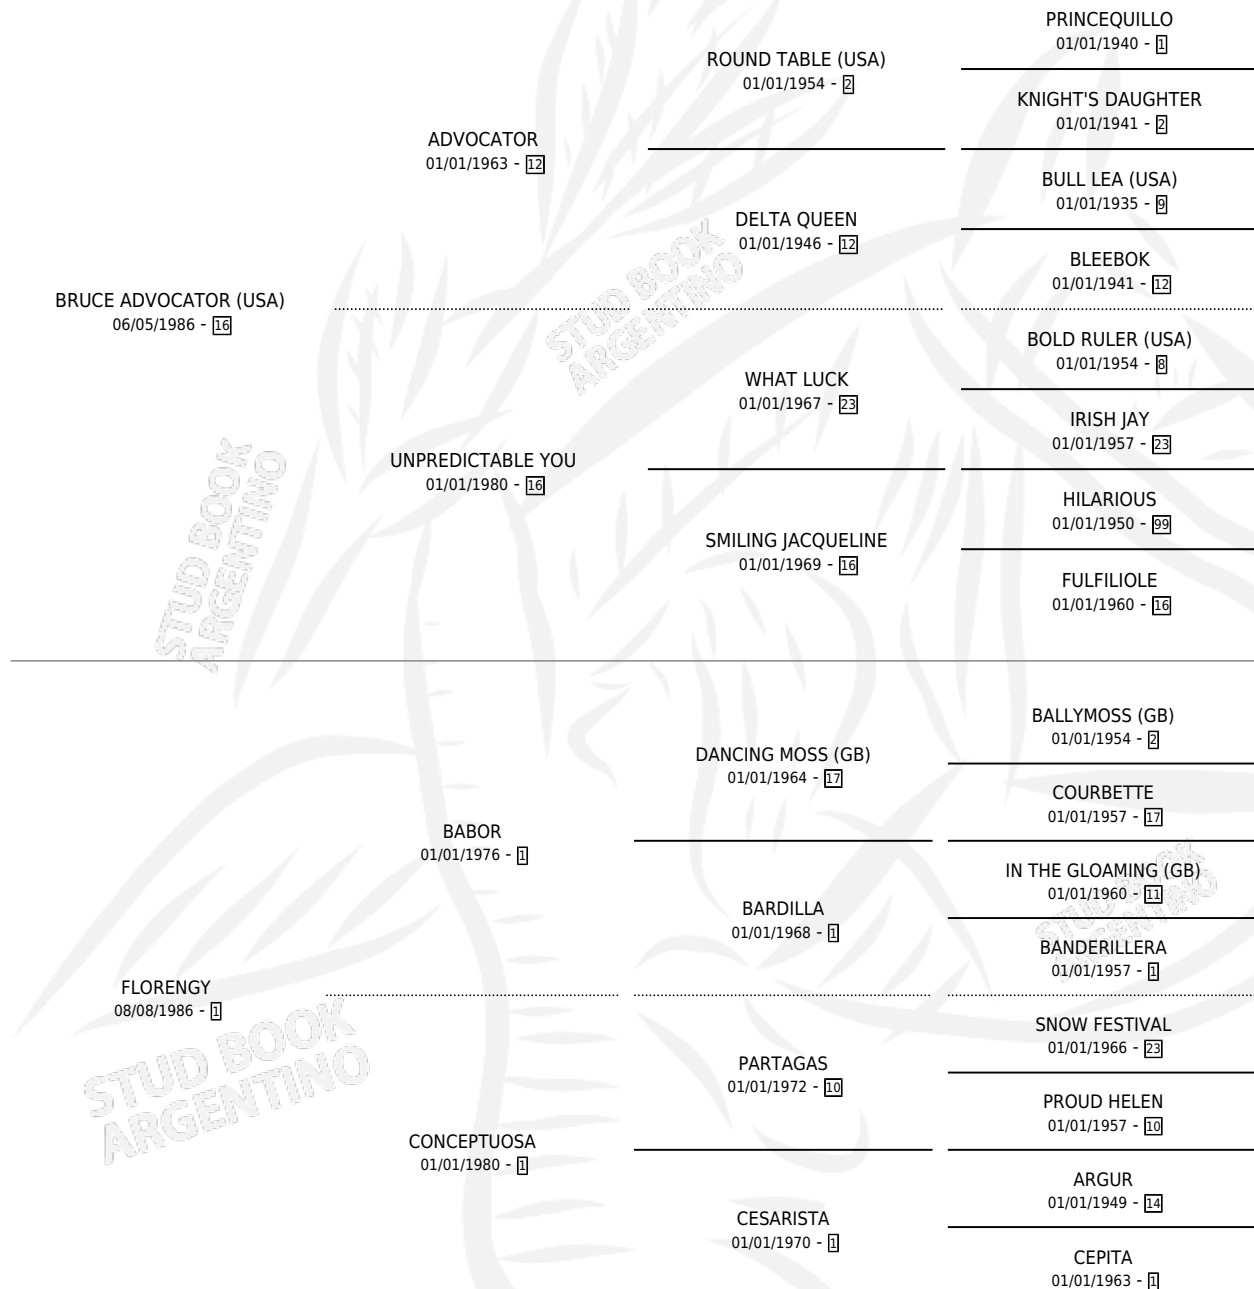 PRINCEQUILLO
01/01/1940 - 1
ROUND TABLE (USA)
01/01/1954 - 2
KNIGHT'S DAUGHTER
01/01/1941 - 2
ADVOCATOR
01/01/1963 - 12
BULL LEA (USA)
01/01/1935 - 9
DELTA QUEEN
01/01/1946 - 12
BLEEBOK
01/01/1941 - 12
BRUCE ADVOCATOR (USA)
06/05/1986 - 16
BOLD RULER (USA)
01/01/1954 - 8
WHAT LUCK
01/01/1967 - 23
IRISH JAY
01/01/1957 - 23
UNPREDICTABLE YOU
01/01/1980 - 16
HILARIOUS
01/01/1950 - 99
SMILING JACQUELINE
01/01/1969 - 16
FULFILIOLE
01/01/1960 - 16
BALLYMOSS (GB)
01/01/1954 - 2
DANCING MOSS (GB)
01/01/1964 - 17
COURBETTE
01/01/1957 - 17
BABOR
01/01/1976 - 1
IN THE GLOAMING (GB)
01/01/1960 - 11
BARDILLA
01/01/1968 - 1
BANDERILLERA
01/01/1957 - 1
FLORENGY
08/08/1986 - 1
SNOW FESTIVAL
01/01/1966 - 23
PARTAGAS
01/01/1972 - 10
PROUD HELEN
01/01/1957 - 10
CONCEPTUOSA
01/01/1980 - 1
ARGUR
01/01/1949 - 14
CESARISTA
01/01/1970 - 1
CEPITA
01/01/1963 - 1
STUD BOOK
ARGENTINO
STUD BOOK
ARGENTINO
STUD BOOK
ARGENTINO
STUD BOOK
ARGENTINO